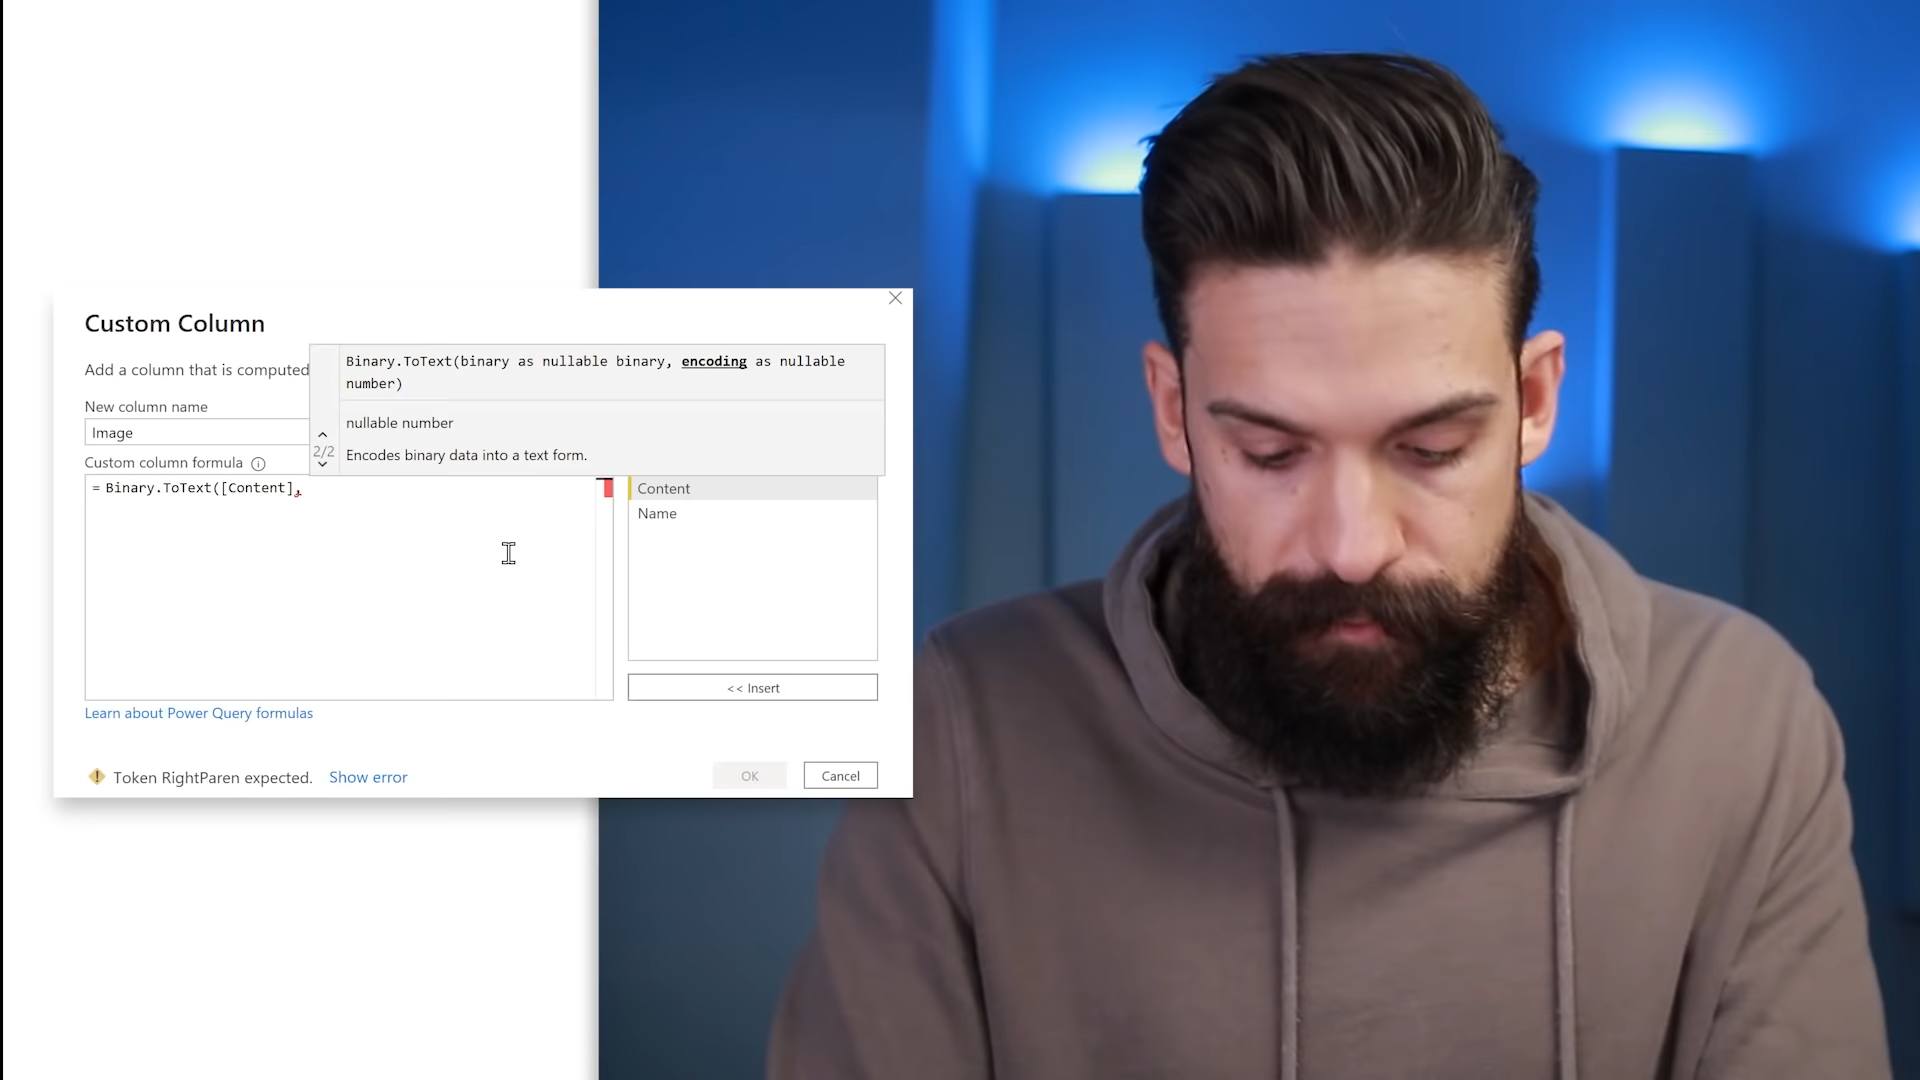 Custom Column
Add a column that is computed
Binary.ToText(binary as nullable binary, encoding as nullable
number)
nullable number
2/2
Encodes binary data into a text form.
New column name
Image
Custom column formula
= Binary.ToText([Content],
Content
Name
<< Insert
Learn about Power Query formulas
Token RightParen expected. Show error
OK
Cancel